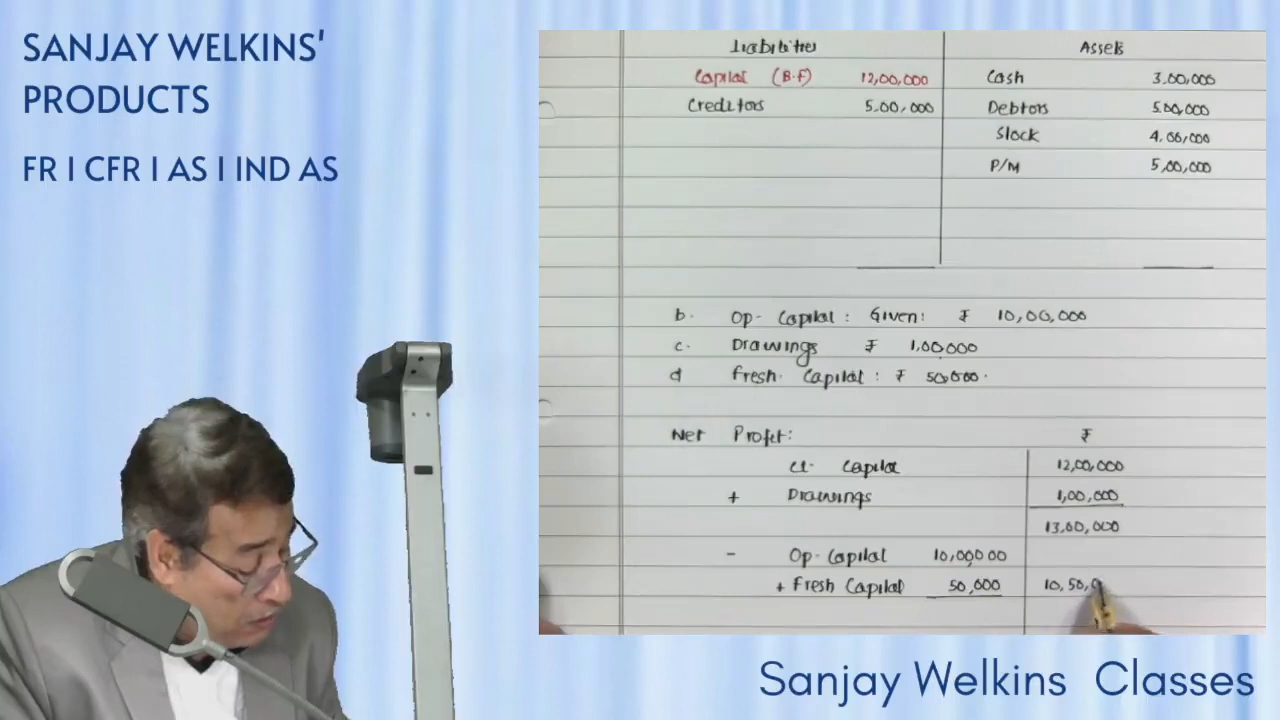 SANJAY WELKINS'
PRODUCTS
FR I CFR I AS I IND AS
Liabilities Assets
Capital (B.F) 12,00,000 Cash 3,00,000
Creditors 5,00,000 Debtors 5,00,000
Stock 4,00,000
P/M 5,00,000
b. Op- Capital : Given: ₹ 10,00,000
c. Drawings ₹ 1,00,000
d Fresh. Capital : ₹ 50,000.
Net Profit: ₹
Cl- Capital 12,00,000
+ Drawings 1,00,000
13,00,000
- Op- Capital 10,000 00
+ Fresh Capital 50,000 10,50,0
Sanjay Welkins Classes